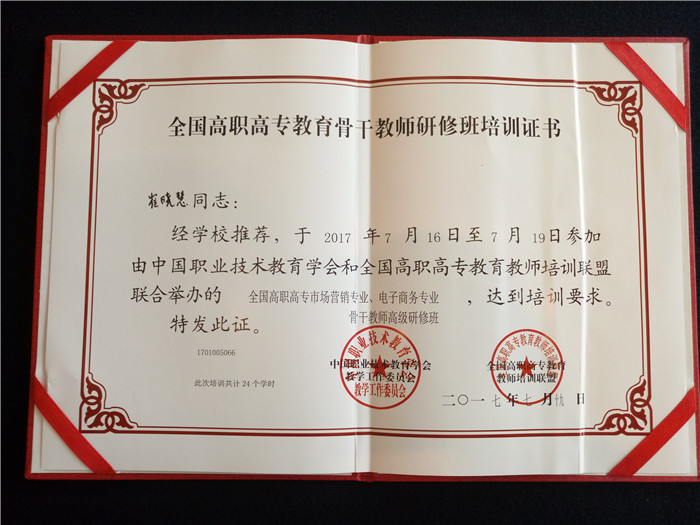 全国高职高专教育骨干教师研修班培训证书
崔晓慧同志：
经学校推荐，于 2017 年 7 月 16 日至 7 月 19 日参加
由中国职业技术教育学会和全国高职高专教育教师培训联盟
联合举办的 全国高职高专市场营销专业、电子商务专业 ，达到培训要求。
骨干教师高级研修班
特发此证。
1701005066
中国职业技术教育学会
教学工作委员会
全国高职高专教育
教师培训联盟
此次培训共计 24 个学时
二〇一七年七月十九日
教学工作委员会